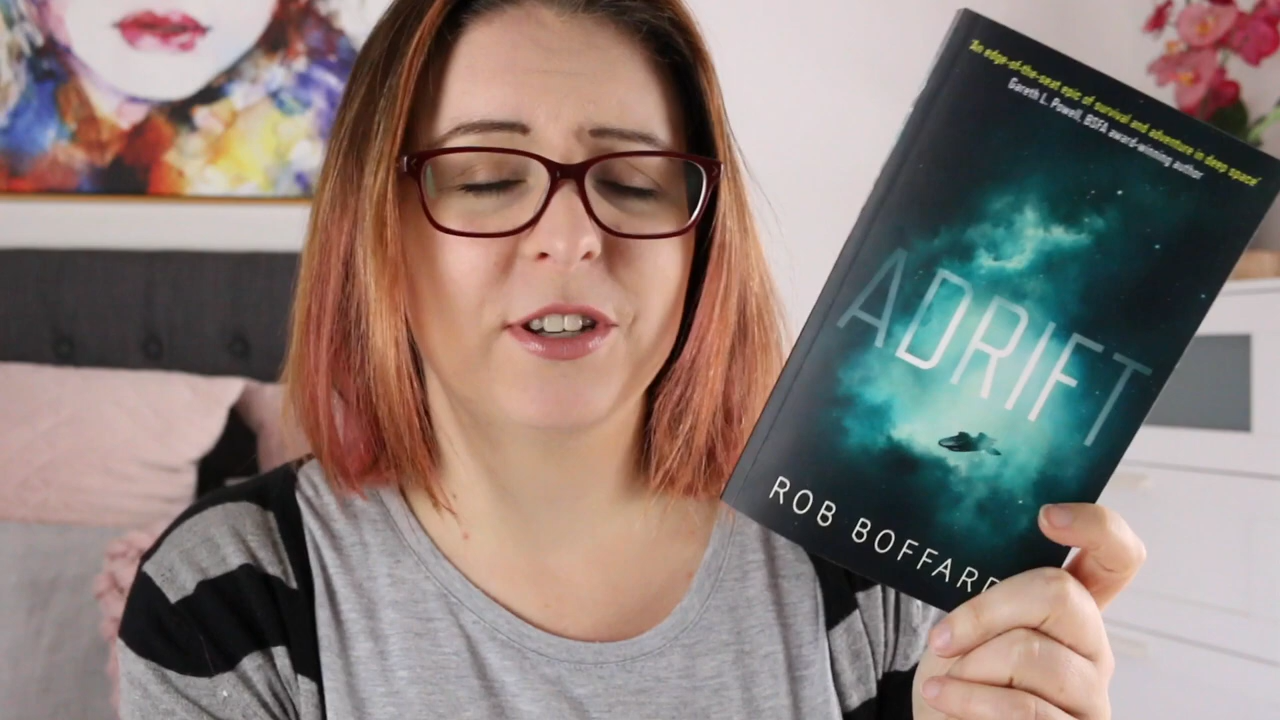 'An edge-of-the-seat epic of survival and adventure in deep space'
Gareth L. Powell, BSFA award-winning author
ADRIFT
ROB BOFFARD